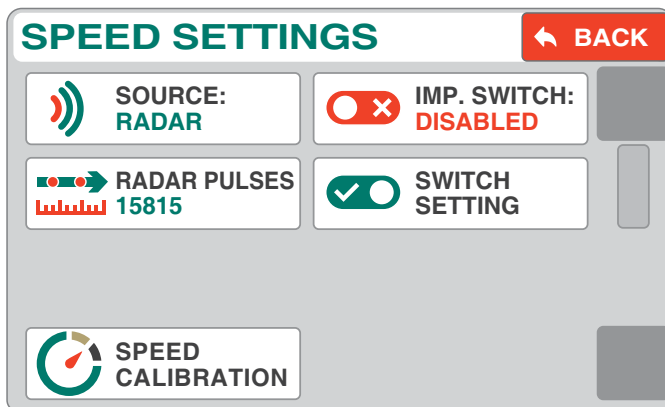 SPEED SETTINGS
BACK
SOURCE:
RADAR
IMP. SWITCH:
DISABLED
RADAR PULSES
15815
SWITCH
SETTING
SPEED
CALIBRATION